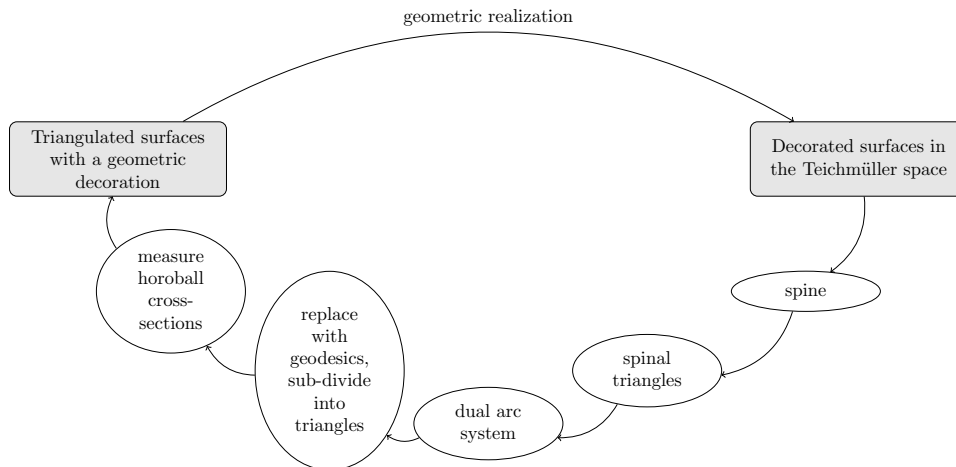 geometric realization
Triangulated surfaces
with a geometric
decoration
Decorated surfaces in
the Teichmüller space
measure
horoball
cross-
sections
replace
with
geodesics,
sub-divide
into
triangles
dual arc
system
spinal
triangles
spine